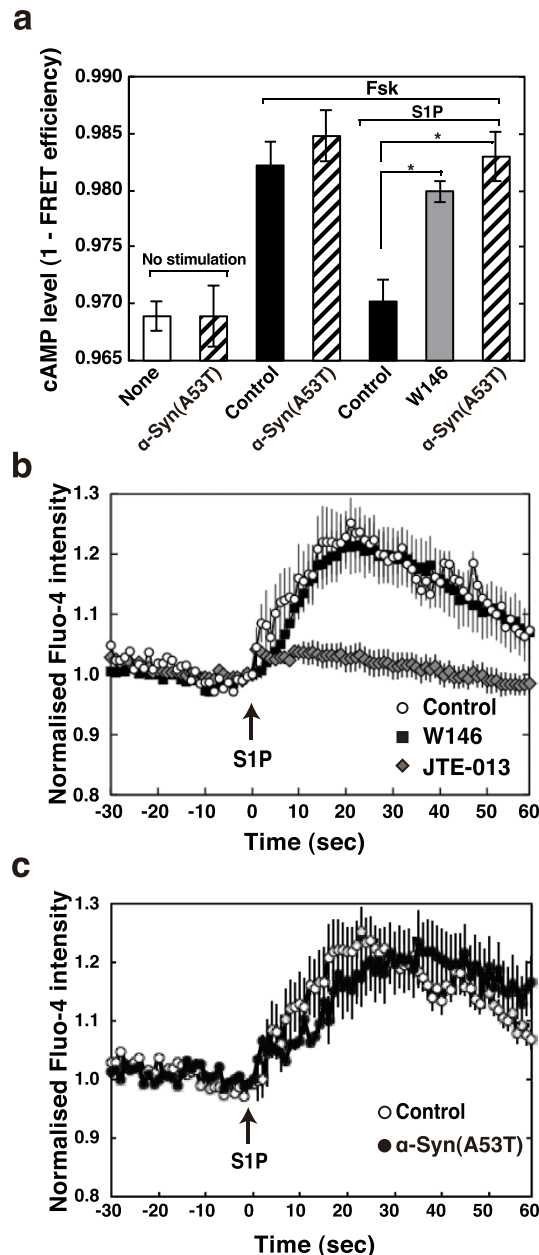 a
cAMP level (1 - FRET efficiency)
0.990
0.985
0.980
0.975
0.970
0.965
Fsk
S1P
*
*
No stimulation
None
α-Syn(A53T)
Control
α-Syn(A53T)
Control
W146
α-Syn(A53T)
b
Normalised Fluo-4 intensity
1.3
1.2
1.1
1.0
0.9
0.8
S1P
Control
W146
JTE-013
-30 -20 -10 0 10 20 30 40 50 60
Time (sec)
c
Normalised Fluo-4 intensity
1.3
1.2
1.1
1.0
0.9
0.8
S1P
Control
α-Syn(A53T)
-30 -20 -10 0 10 20 30 40 50 60
Time (sec)